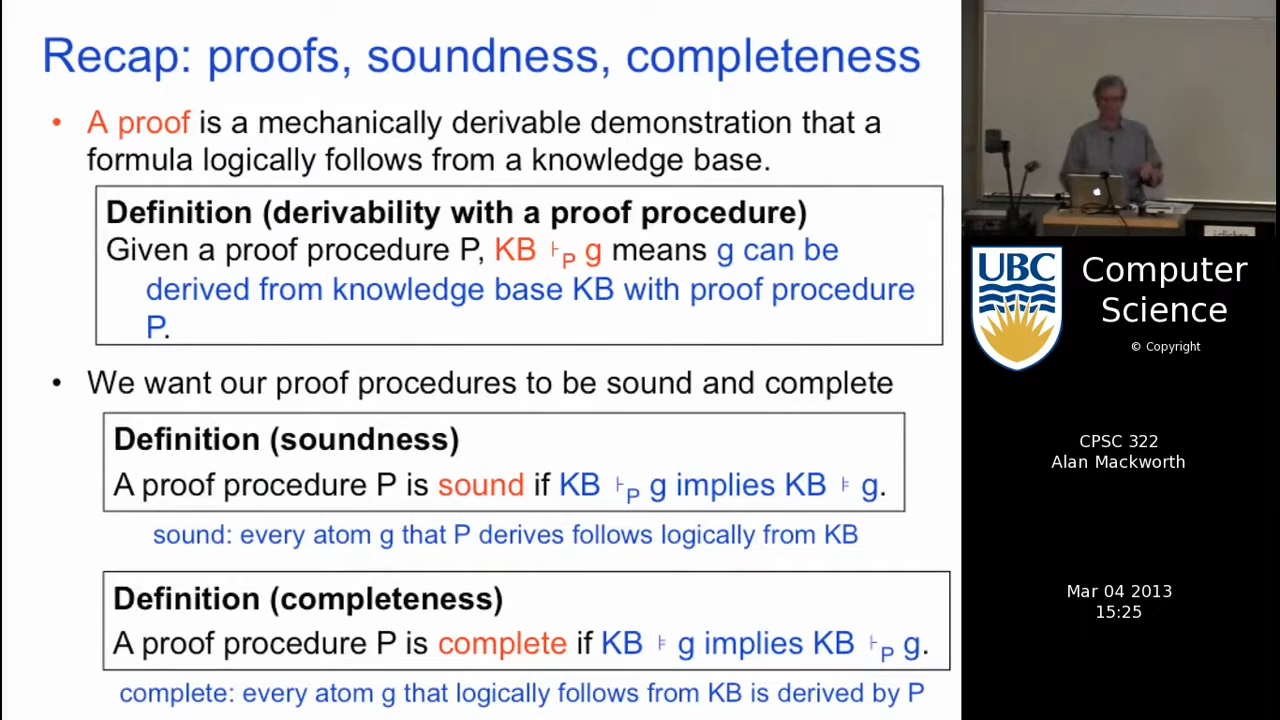 Recap: proofs, soundness, completeness
• A proof is a mechanically derivable demonstration that a
formula logically follows from a knowledge base.
Definition (derivability with a proof procedure)
Given a proof procedure P, KB ⊦P g means g can be
derived from knowledge base KB with proof procedure
P.
• We want our proof procedures to be sound and complete
Definition (soundness)
A proof procedure P is sound if KB ⊦P g implies KB ⊧ g.
sound: every atom g that P derives follows logically from KB
Definition (completeness)
A proof procedure P is complete if KB ⊧ g implies KB ⊦P g.
complete: every atom g that logically follows from KB is derived by P
i>clicker
UBC
Computer
Science
© Copyright
CPSC 322
Alan Mackworth
Mar 04 2013
15:25